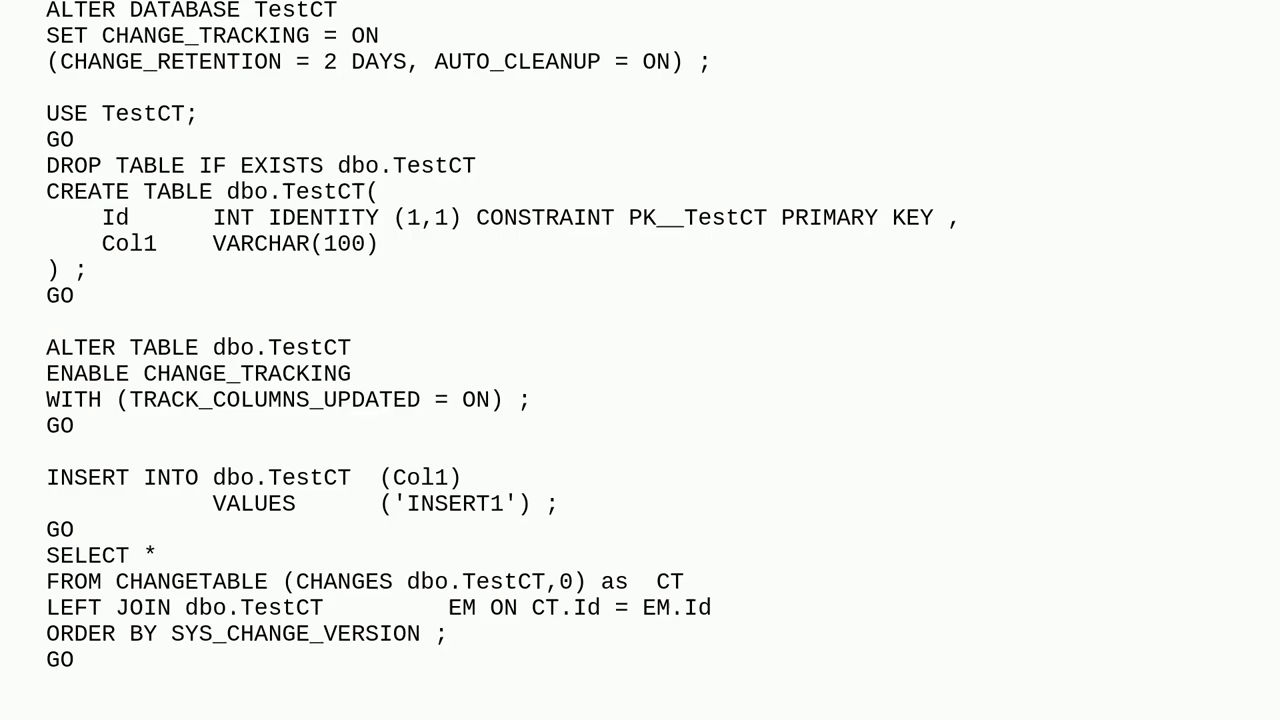 ALTER DATABASE TestCT
SET CHANGE_TRACKING = ON
(CHANGE_RETENTION = 2 DAYS, AUTO_CLEANUP = ON) ;
USE TestCT;
GO
DROP TABLE IF EXISTS dbo.TestCT
CREATE TABLE dbo.TestCT(
    Id      INT IDENTITY (1,1) CONSTRAINT PK__TestCT PRIMARY KEY ,
    Col1    VARCHAR(100)
) ;
GO
ALTER TABLE dbo.TestCT
ENABLE CHANGE_TRACKING
WITH (TRACK_COLUMNS_UPDATED = ON) ;
GO
INSERT INTO dbo.TestCT  (Col1)
            VALUES      ('INSERT1') ;
GO
SELECT *
FROM CHANGETABLE (CHANGES dbo.TestCT,0) as  CT
LEFT JOIN dbo.TestCT         EM ON CT.Id = EM.Id
ORDER BY SYS_CHANGE_VERSION ;
GO